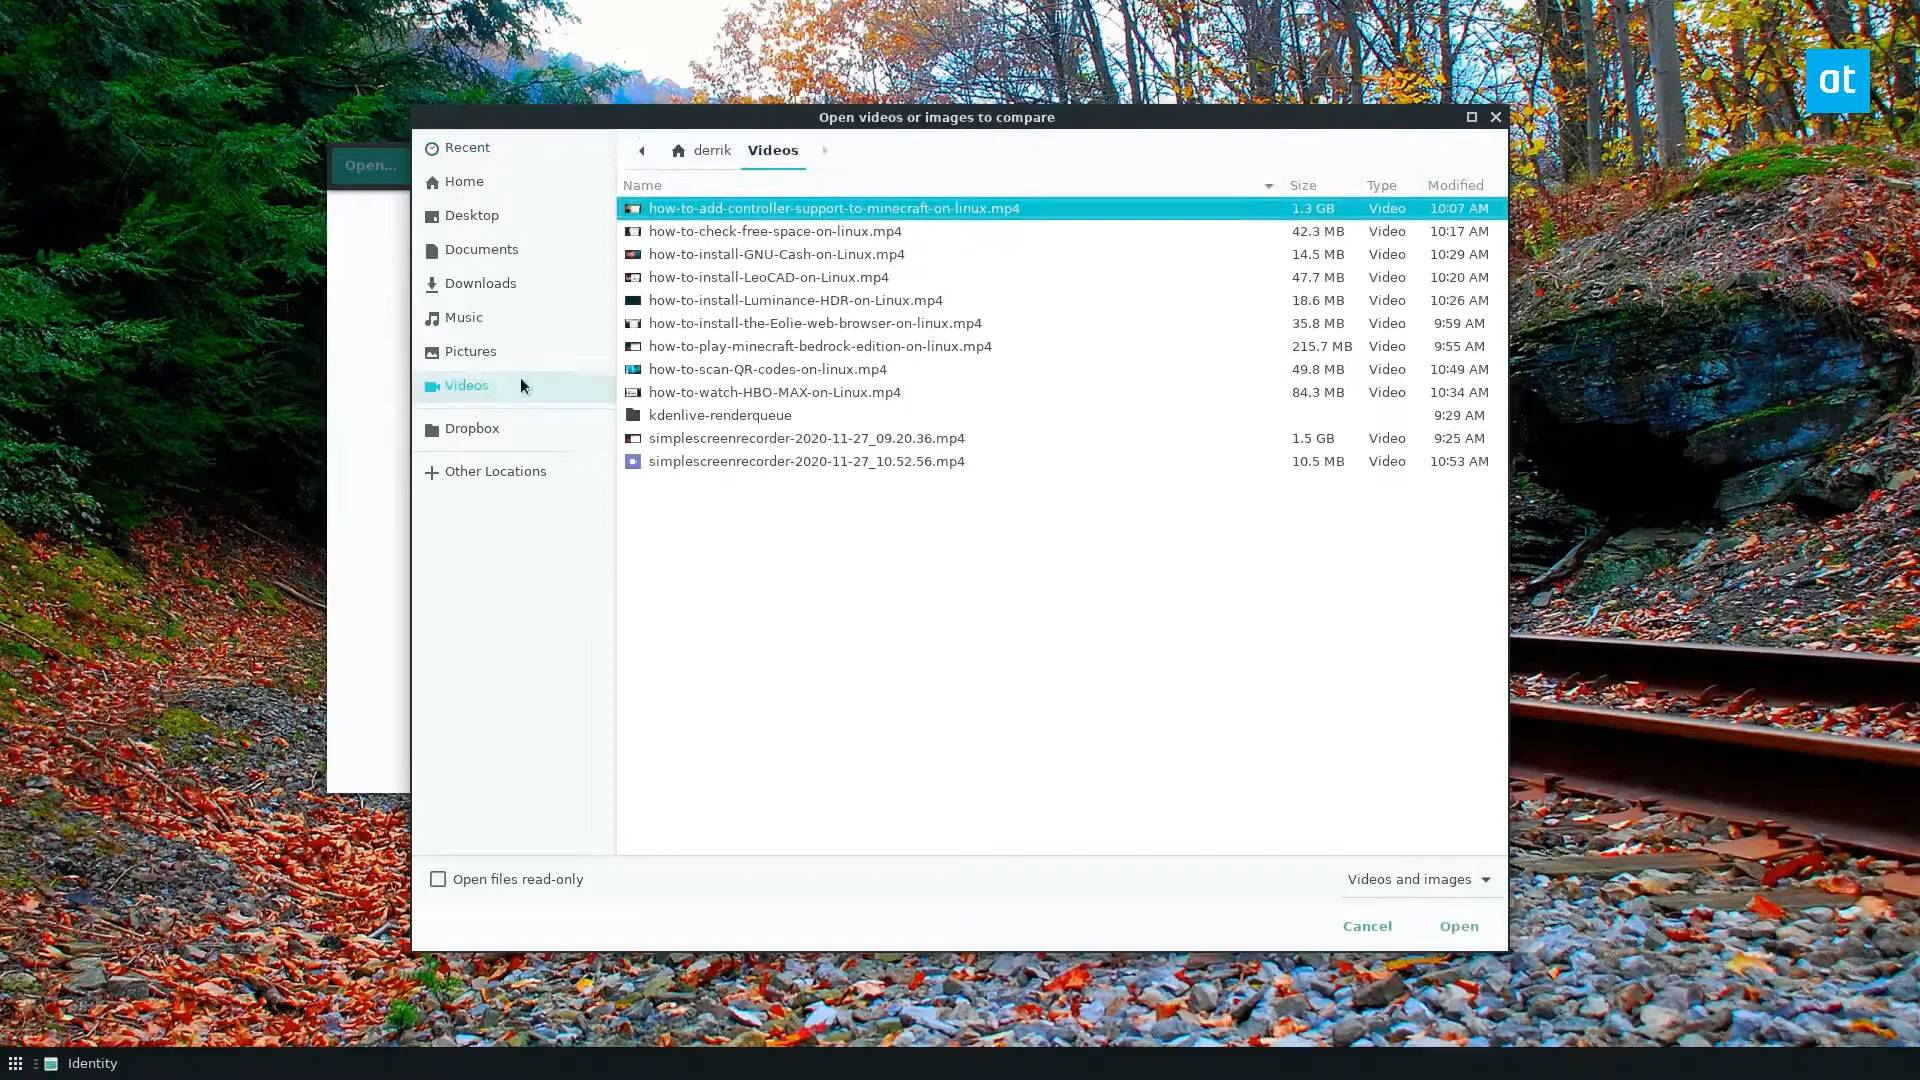 at
Open videos or images to compare
Open...
Recent
Home
Desktop
Documents
Downloads
Music
Pictures
Videos
Dropbox
Other Locations
derrik Videos
Name Size Type Modified
how-to-add-controller-support-to-minecraft-on-linux.mp4 1.3 GB Video 10:07 AM
how-to-check-free-space-on-linux.mp4 42.3 MB Video 10:17 AM
how-to-install-GNU-Cash-on-Linux.mp4 14.5 MB Video 10:29 AM
how-to-install-LeoCAD-on-Linux.mp4 47.7 MB Video 10:20 AM
how-to-install-Luminance-HDR-on-Linux.mp4 18.6 MB Video 10:26 AM
how-to-install-the-Eolie-web-browser-on-linux.mp4 35.8 MB Video 9:59 AM
how-to-play-minecraft-bedrock-edition-on-linux.mp4 215.7 MB Video 9:55 AM
how-to-scan-QR-codes-on-linux.mp4 49.8 MB Video 10:49 AM
how-to-watch-HBO-MAX-on-Linux.mp4 84.3 MB Video 10:34 AM
kdenlive-renderqueue 9:29 AM
simplescreenrecorder-2020-11-27_09.20.36.mp4 1.5 GB Video 9:25 AM
simplescreenrecorder-2020-11-27_10.52.56.mp4 10.5 MB Video 10:53 AM
Open files read-only
Videos and images
Cancel Open
Identity